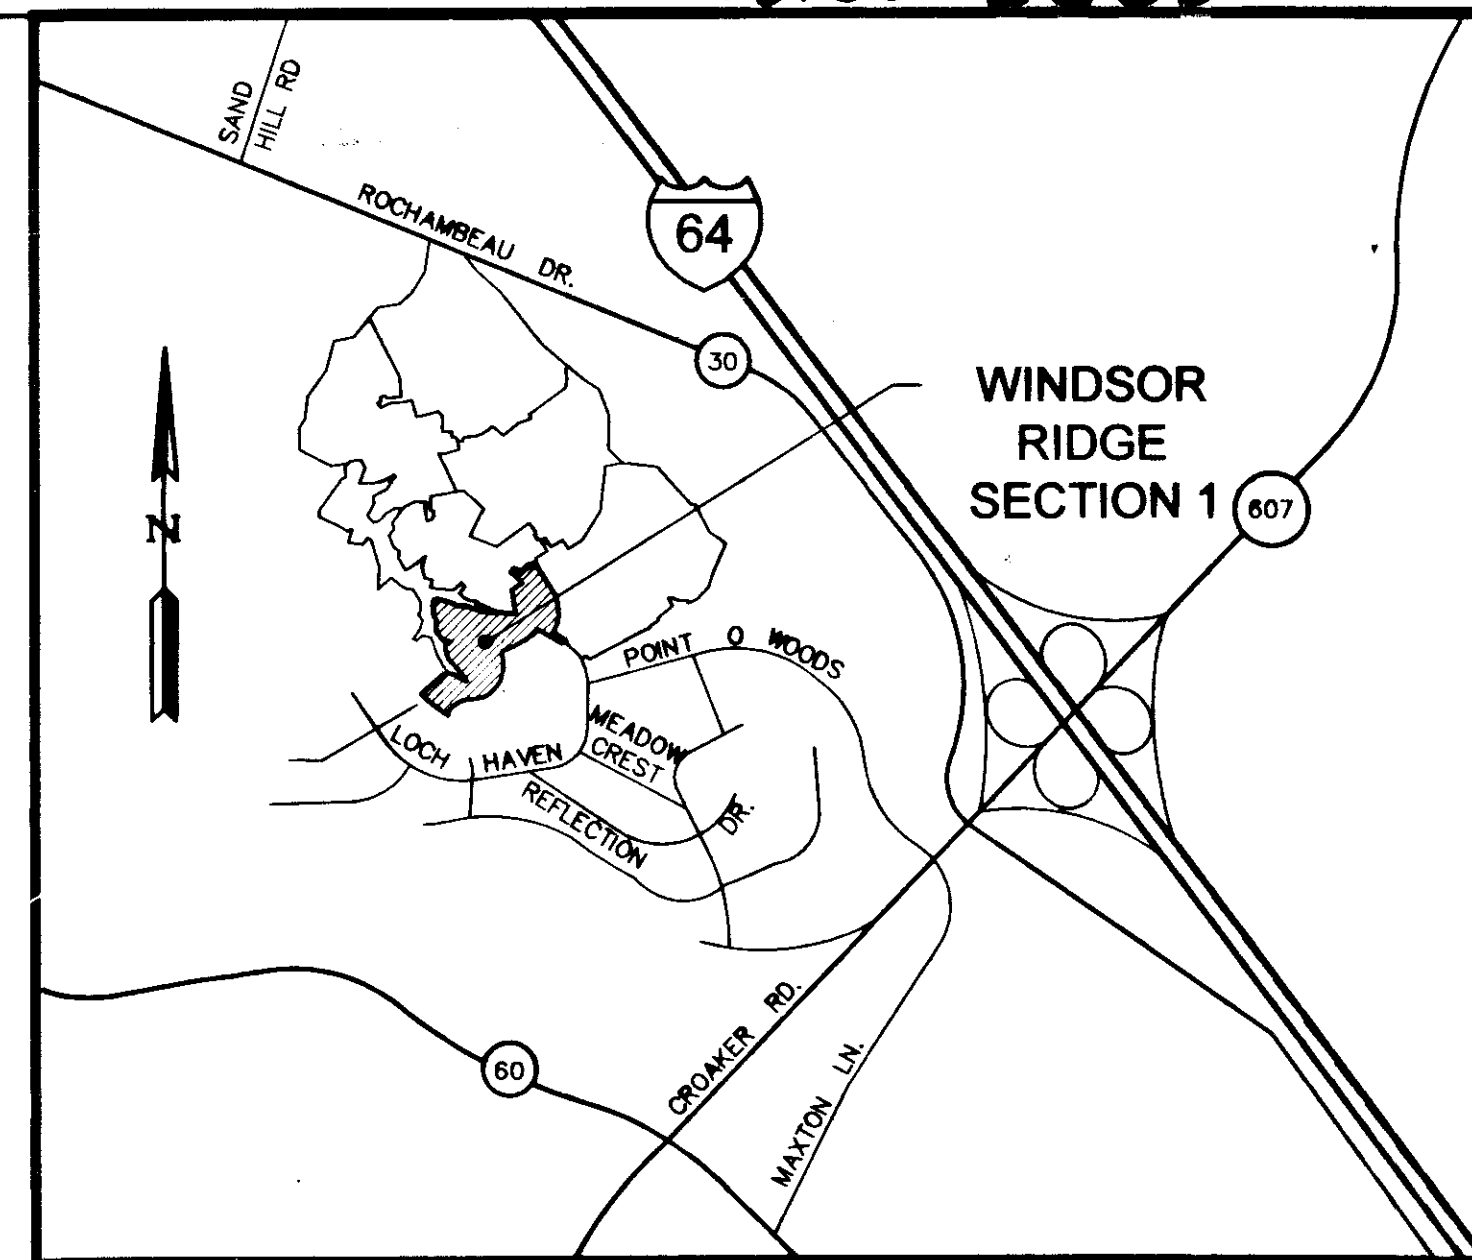 SAND
HILL RD
ROCHAMBEAU DR.
64
30
WINDSOR
RIDGE
SECTION 1
607
N
POINT O WOODS
MEADOW
CREST
DR.
LOCH HAVEN
REFLECTION
CROAKER RD.
MAXTON LN.
60